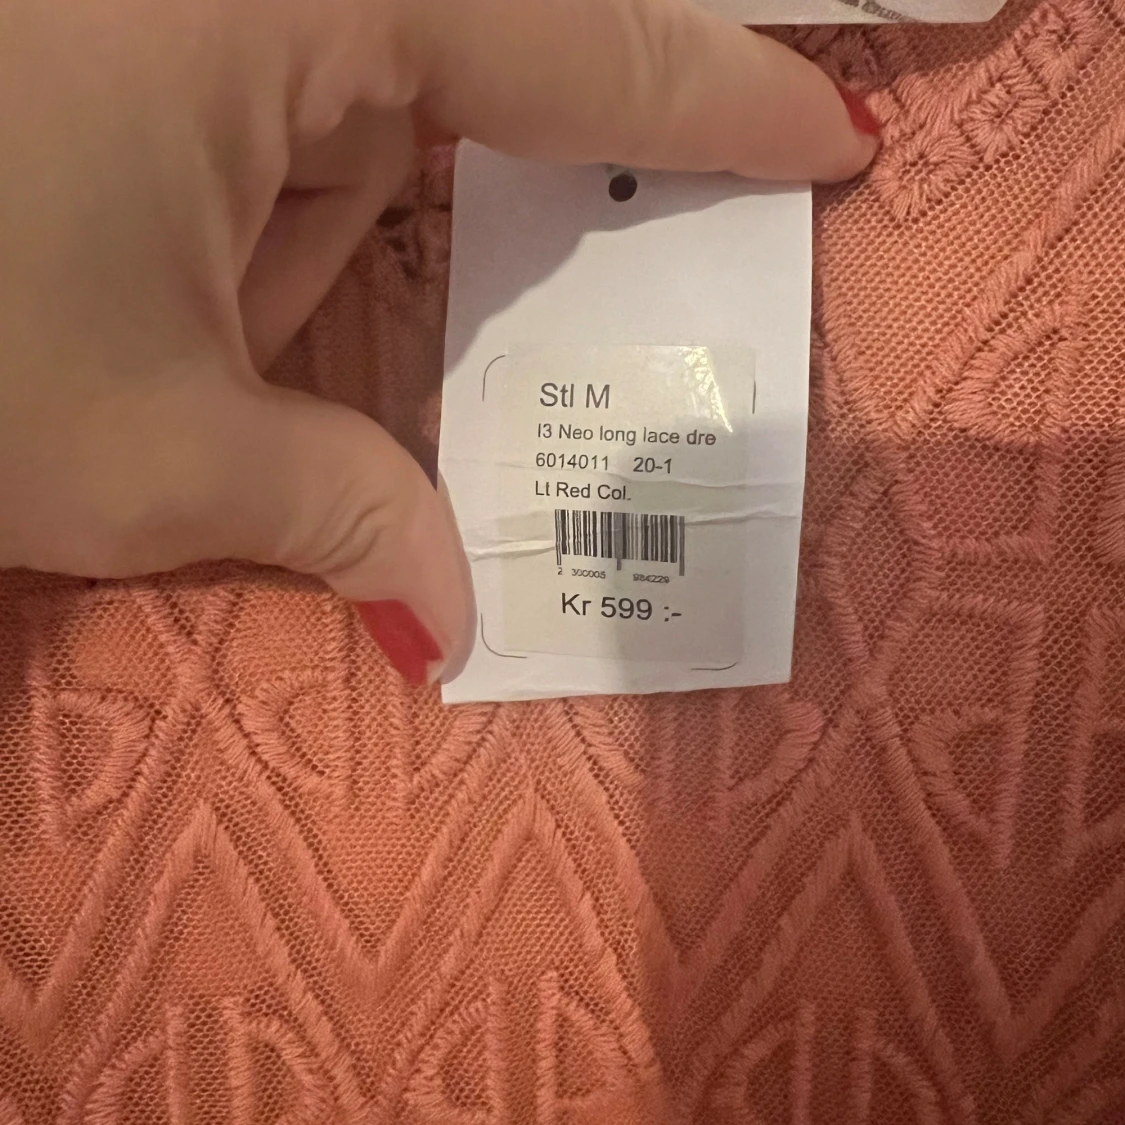 Stl M
I3 Neo long lace dre
6014011 20-1
Lt Red Col.
2 300005 984229
Kr 599 :-